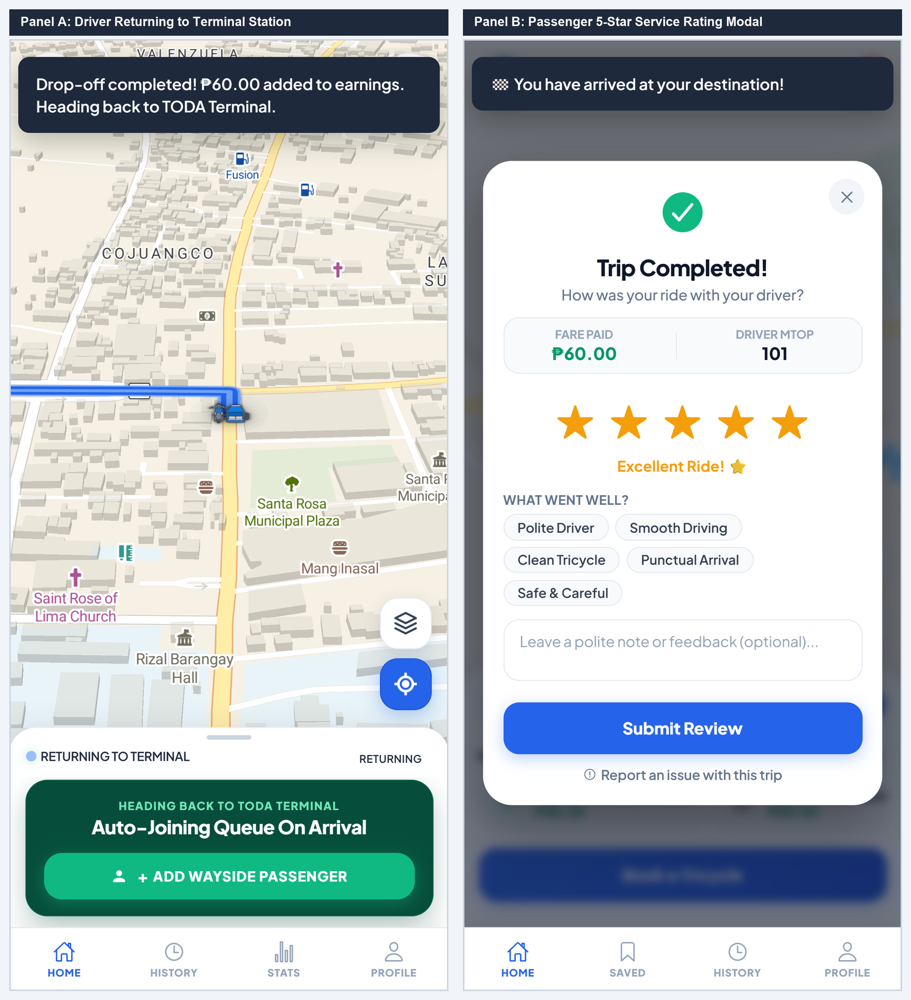 Panel A: Driver Returning to Terminal Station
VALENZUELA
Drop-off completed! ₱60.00 added to earnings.
Heading back to TODA Terminal.
Fusion
COJUANGCO
LA
SU
Santa Rosa
Municipal Plaza
Santa R
Municipa
Mang Inasal
Saint Rose of
Lima Church
Rizal Barangay
Hall
RETURNING TO TERMINAL
RETURNING
HEADING BACK TO TODA TERMINAL
Auto-Joining Queue On Arrival
+ ADD WAYSIDE PASSENGER
HOME
HISTORY
STATS
PROFILE
Panel B: Passenger 5-Star Service Rating Modal
You have arrived at your destination!
Trip Completed!
How was your ride with your driver?
FARE PAID
₱60.00
DRIVER MTOP
101
Excellent Ride!
WHAT WENT WELL?
Polite Driver
Smooth Driving
Clean Tricycle
Punctual Arrival
Safe & Careful
Leave a polite note or feedback (optional)...
Submit Review
Report an issue with this trip
Book a Tricycle
HOME
SAVED
HISTORY
PROFILE